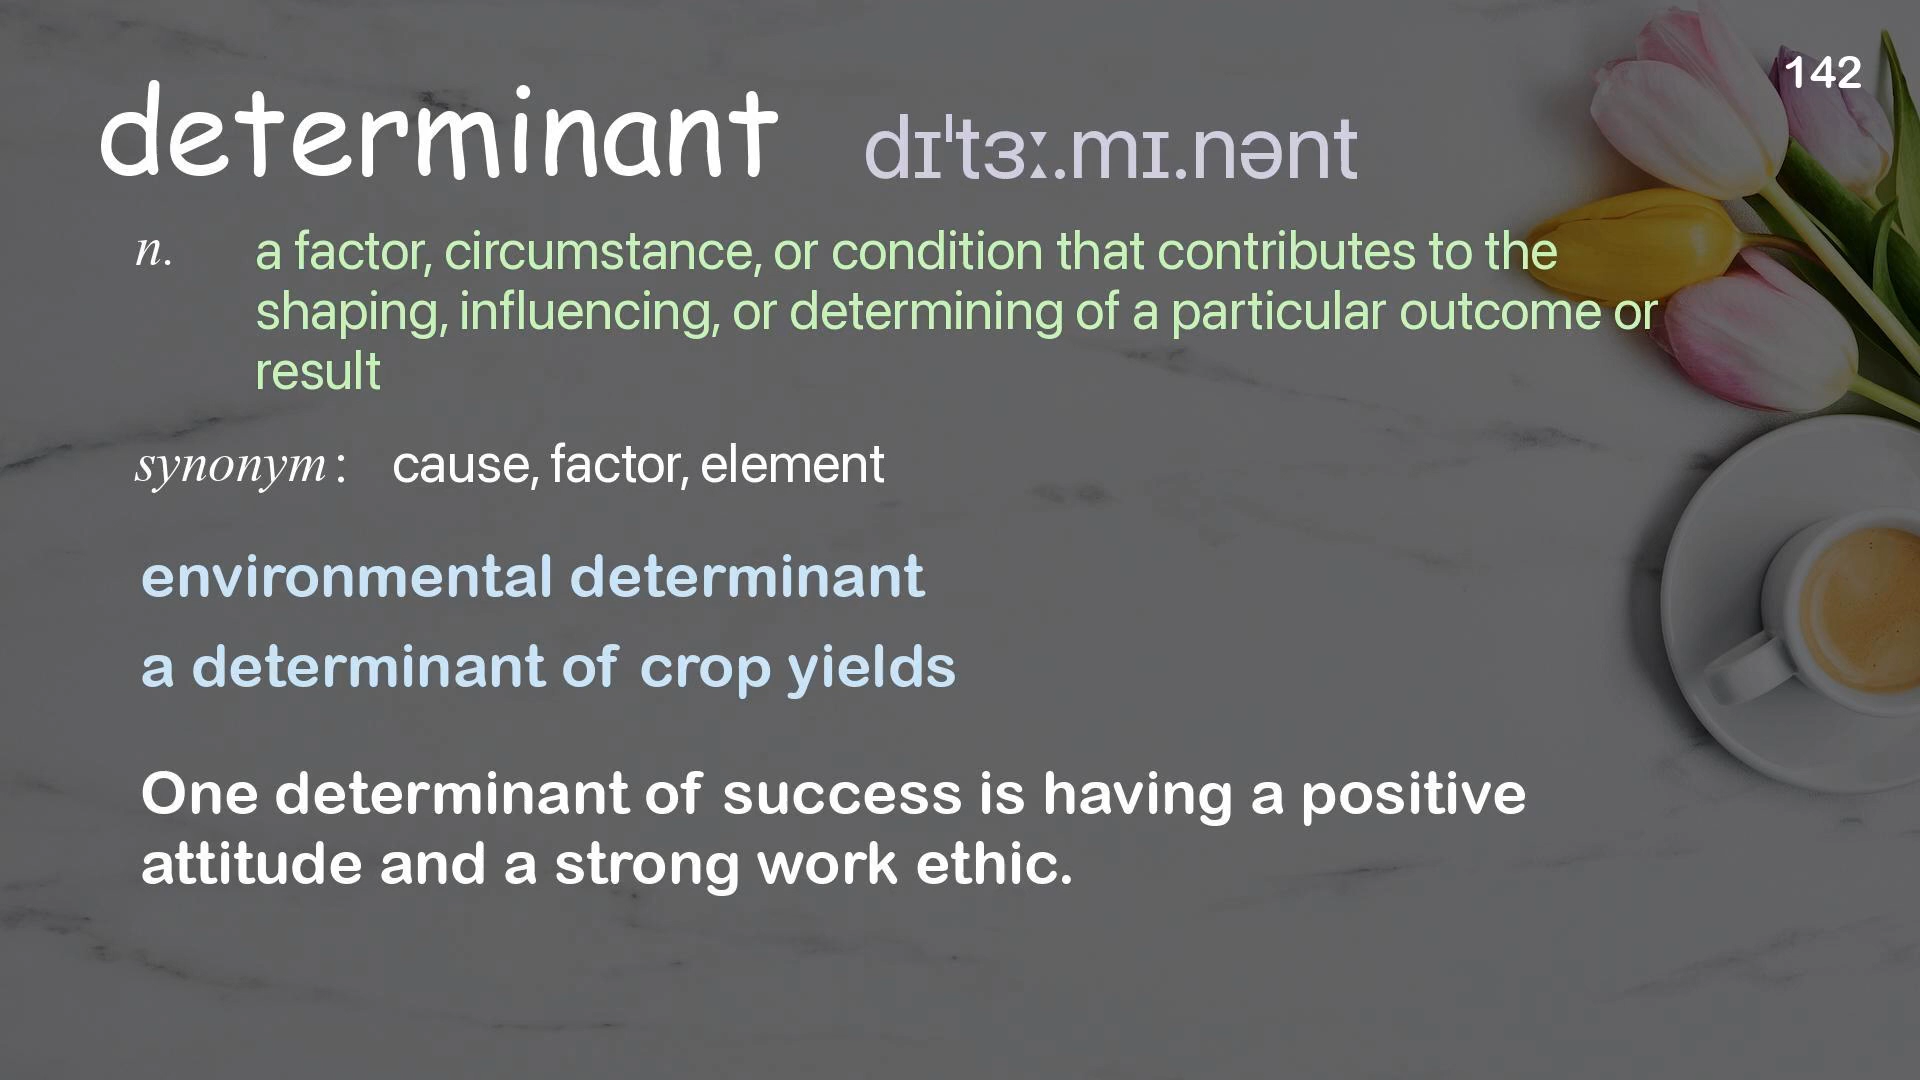 142
determinant dɪˈtɜː.mɪ.nənt
n. a factor, circumstance, or condition that contributes to the
shaping, influencing, or determining of a particular outcome or
result
synonym: cause, factor, element
environmental determinant
a determinant of crop yields
One determinant of success is having a positive
attitude and a strong work ethic.